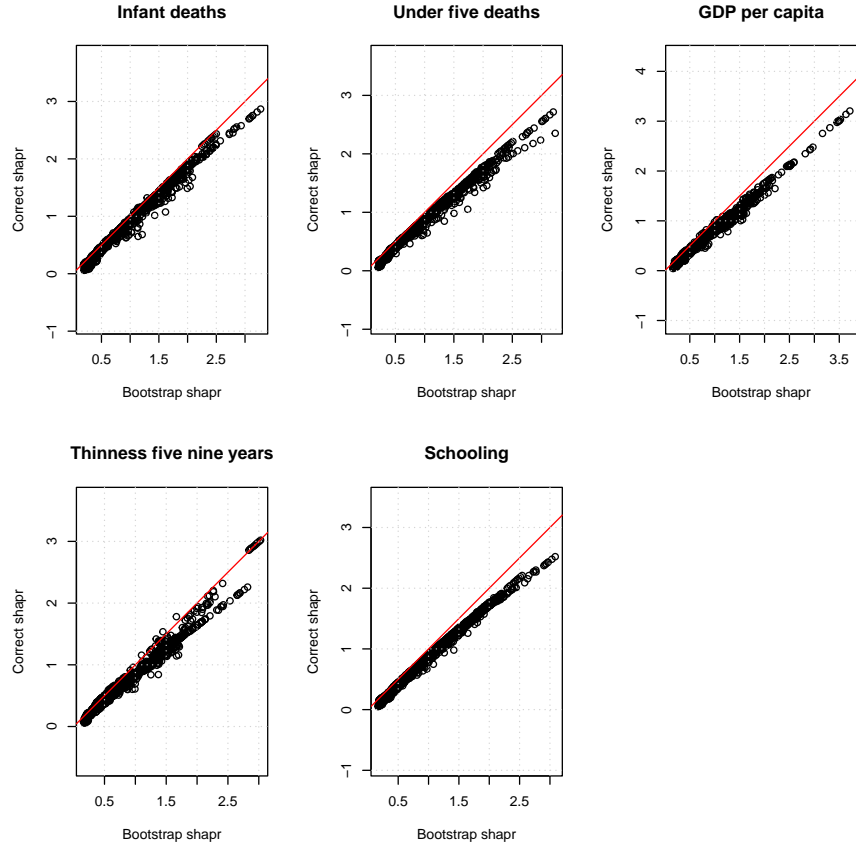 Infant deaths
Under five deaths
GDP per capita
Correct shapr
−1
0
1
2
3
0.5
1.5
2.5
Bootstrap shapr
Correct shapr
−1
0
1
2
3
0.5
1.5
2.5
Bootstrap shapr
Correct shapr
−1
0
1
2
3
4
0.5
1.5
2.5
3.5
Bootstrap shapr
Thinness five nine years
Schooling
Correct shapr
0
1
2
3
0.5
1.5
2.5
Bootstrap shapr
Correct shapr
−1
0
1
2
3
0.5
1.5
2.5
Bootstrap shapr